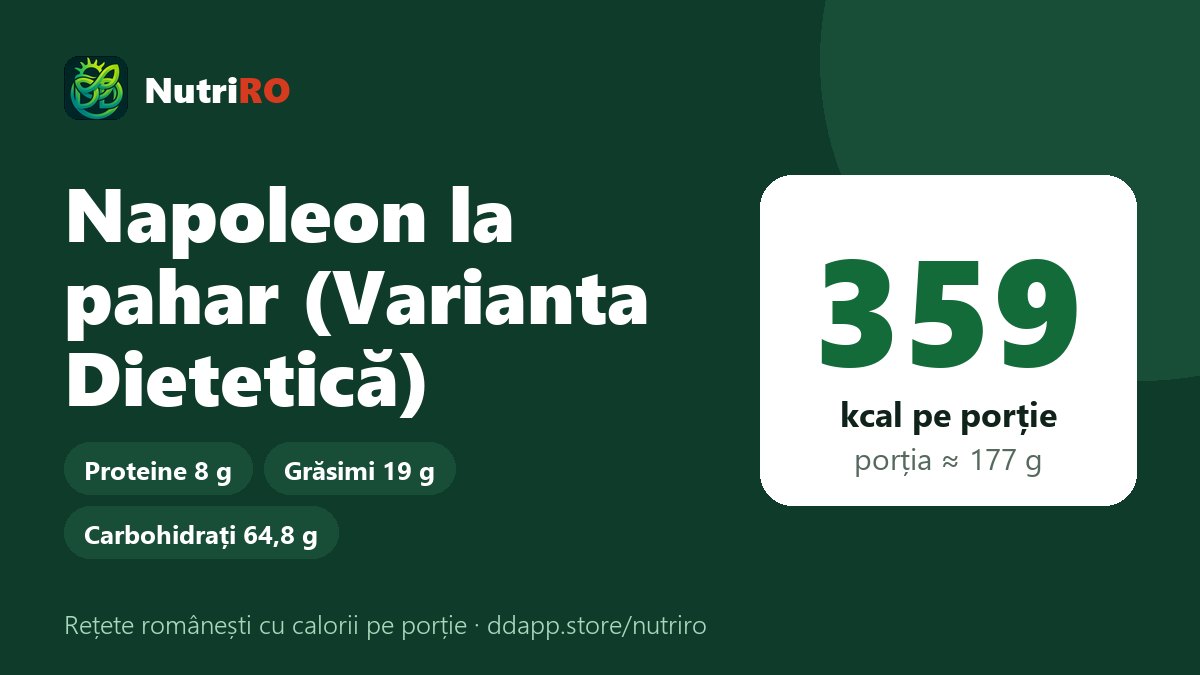 NutriRO
Napoleon la
pahar (Varianta
Dietetică)
Proteine 8 g
Grăsimi 19 g
Carbohidrați 64,8 g
359
kcal pe porție
porția ≈ 177 g
Rețete românești cu calorii pe porție · ddapp.store/nutriro